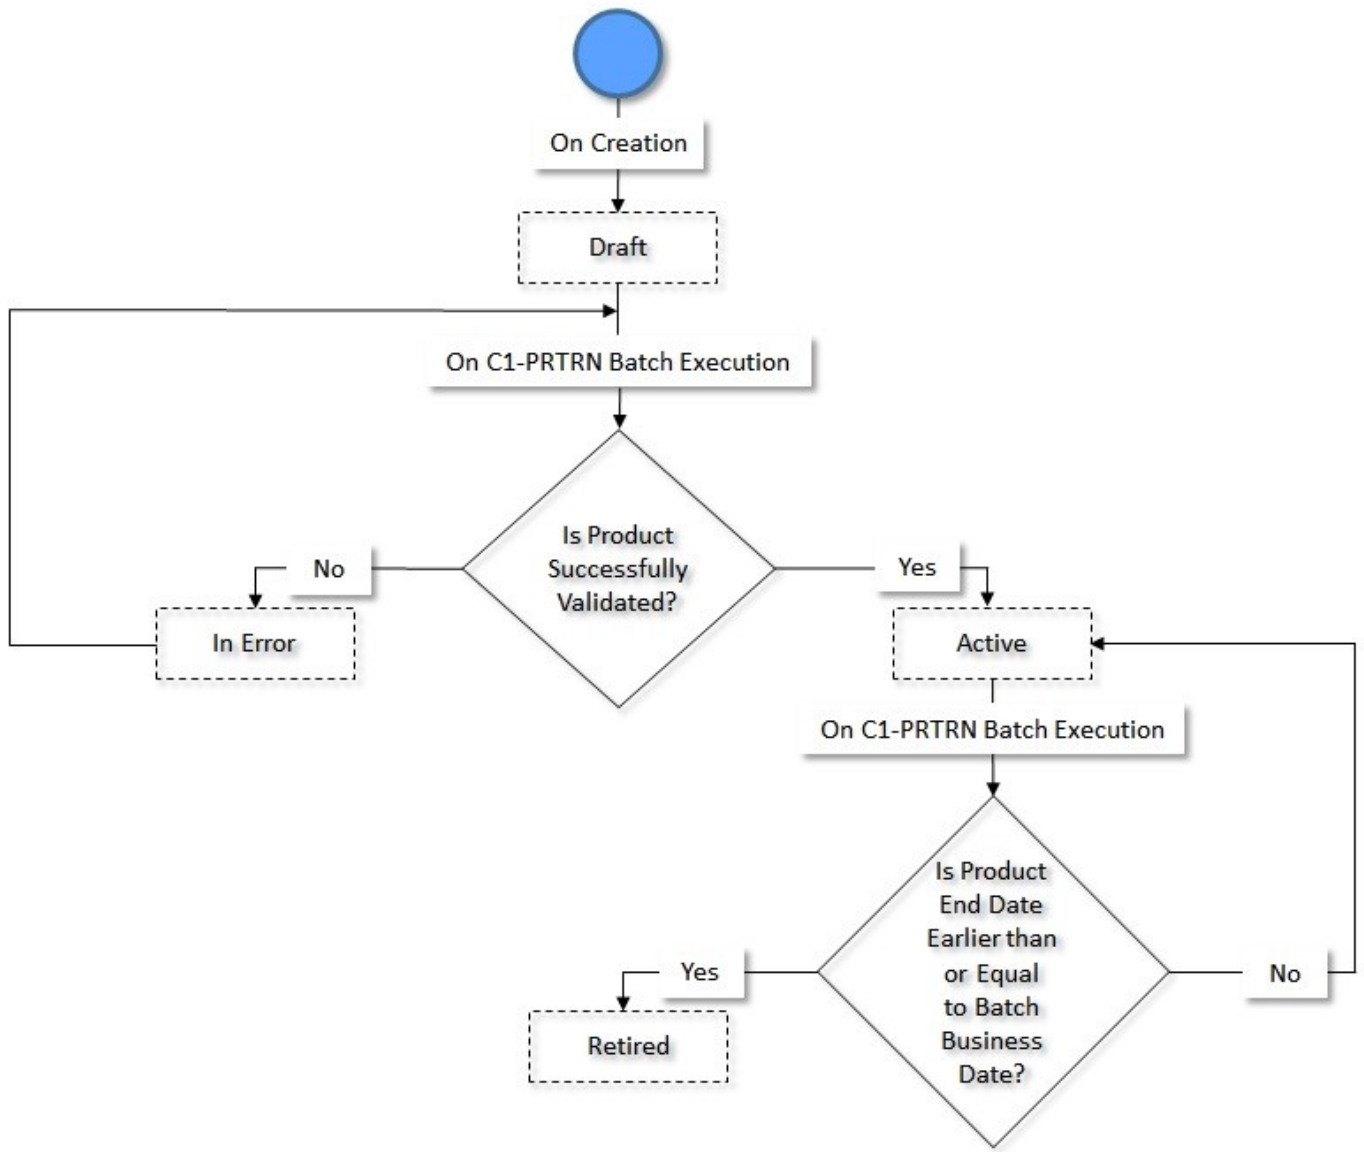 On Creation
Draft
On C1-PRTRN Batch Execution
Is Product
Successfully
Validated?
No
Yes
In Error
Active
On C1-PRTRN Batch Execution
Is Product
End Date
Earlier than
or Equal
to Batch
Business
Date?
Yes
No
Retired